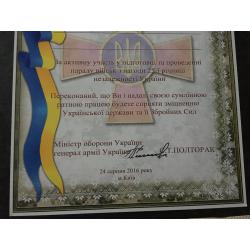 За активну участь у підготовці та проведенні
параду військ з нагоди 25-ї річниці
незалежності України
Переконаний, що Ви і надалі своєю сумлінною
ратною працею будете сприяти зміцненню
Української держави та її Збройних Сил
Міністр оборони України
генерал армії України
С.Т.ПОЛТОРАК
24 серпня 2016 року
м.Київ